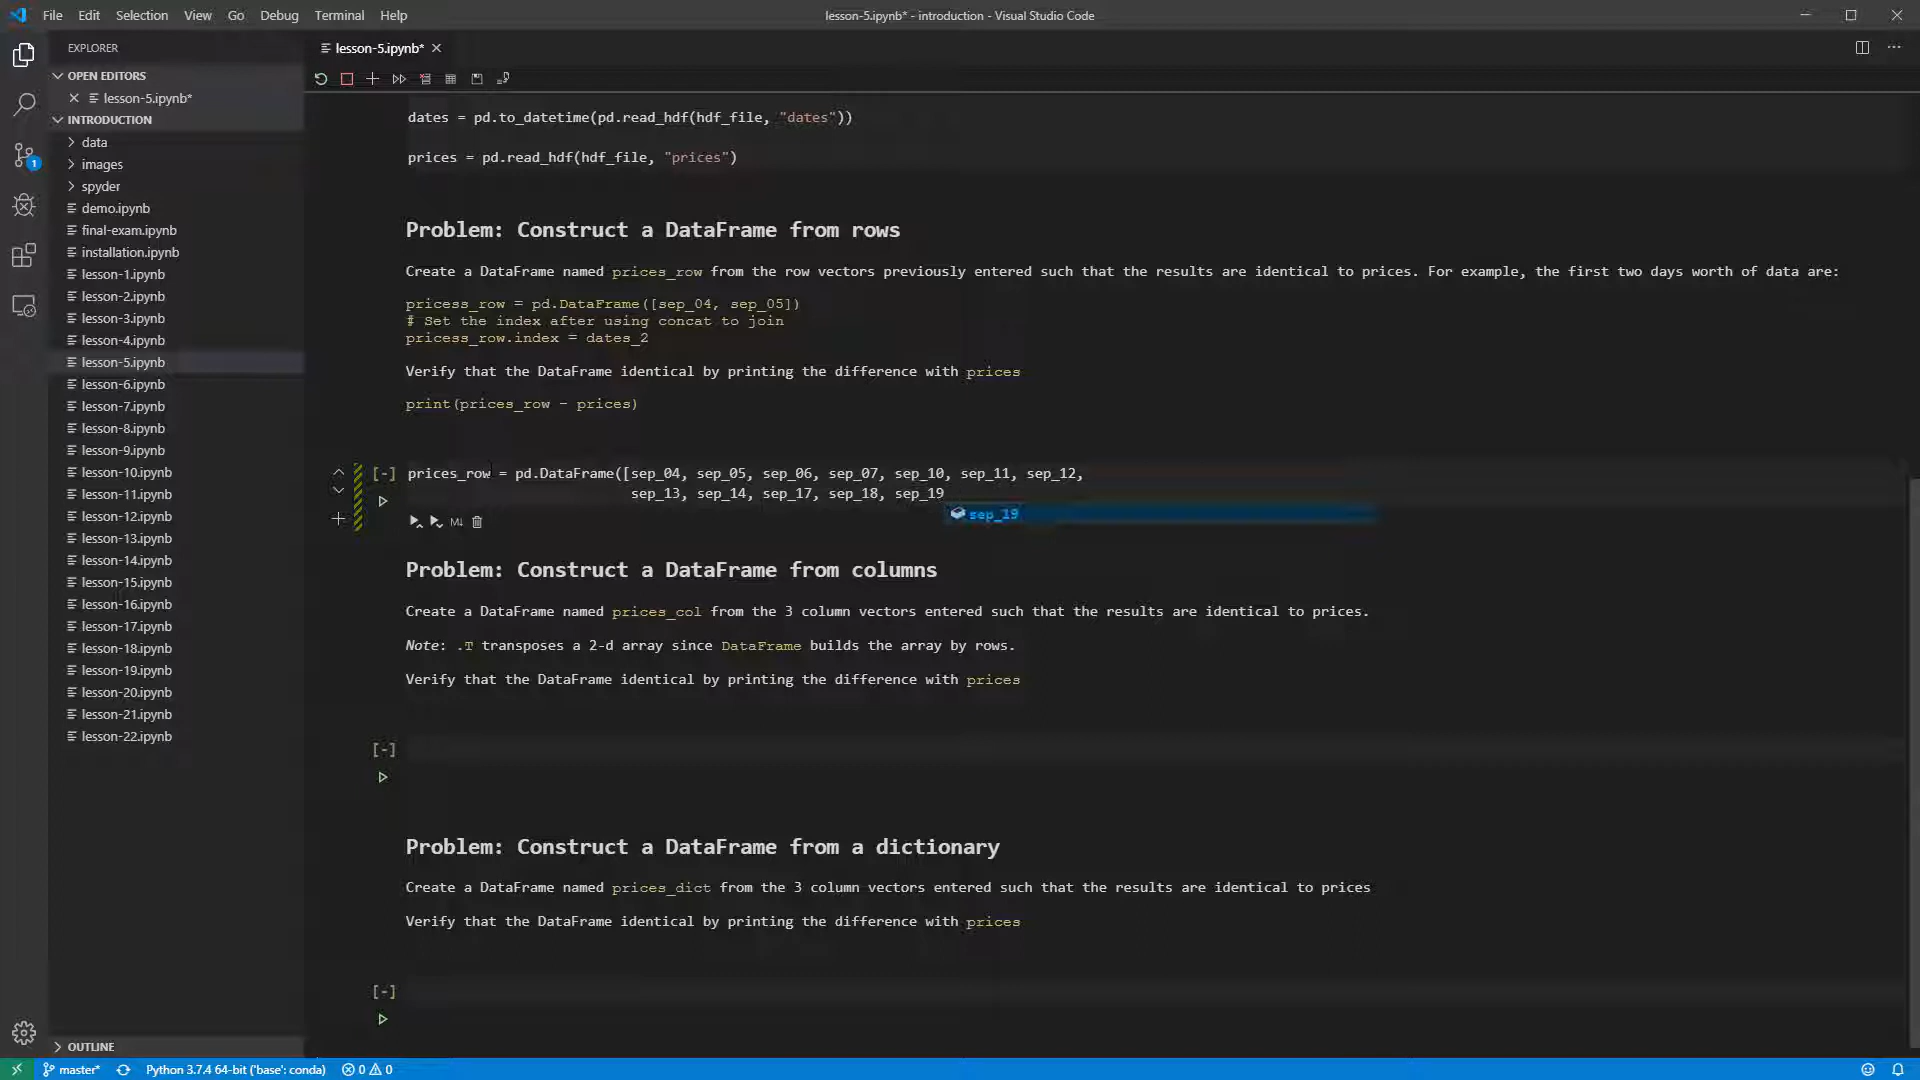 File Edit Selection View Go Debug Terminal Help
lesson-5.ipynb* - introduction - Visual Studio Code
EXPLORER
OPEN EDITORS
lesson-5.ipynb*
INTRODUCTION
data
images
spyder
demo.ipynb
final-exam.ipynb
installation.ipynb
lesson-1.ipynb
lesson-2.ipynb
lesson-3.ipynb
lesson-4.ipynb
lesson-5.ipynb
lesson-6.ipynb
lesson-7.ipynb
lesson-8.ipynb
lesson-9.ipynb
lesson-10.ipynb
lesson-11.ipynb
lesson-12.ipynb
lesson-13.ipynb
lesson-14.ipynb
lesson-15.ipynb
lesson-16.ipynb
lesson-17.ipynb
lesson-18.ipynb
lesson-19.ipynb
lesson-20.ipynb
lesson-21.ipynb
lesson-22.ipynb
OUTLINE
1
lesson-5.ipynb*
dates = pd.to_datetime(pd.read_hdf(hdf_file, "dates"))
prices = pd.read_hdf(hdf_file, "prices")
Problem: Construct a DataFrame from rows
Create a DataFrame named prices_row from the row vectors previously entered such that the results are identical to prices. For example, the first two days worth of data are:
pricess_row = pd.DataFrame([sep_04, sep_05])
# Set the index after using concat to join
pricess_row.index = dates_2
Verify that the DataFrame identical by printing the difference with prices
print(prices_row - prices)
[-] prices_row = pd.DataFrame([sep_04, sep_05, sep_06, sep_07, sep_10, sep_11, sep_12,
sep_13, sep_14, sep_17, sep_18, sep_19
sep_19
M↓
Problem: Construct a DataFrame from columns
Create a DataFrame named prices_col from the 3 column vectors entered such that the results are identical to prices.
Note: .T transposes a 2-d array since DataFrame builds the array by rows.
Verify that the DataFrame identical by printing the difference with prices
[-]
Problem: Construct a DataFrame from a dictionary
Create a DataFrame named prices_dict from the 3 column vectors entered such that the results are identical to prices
Verify that the DataFrame identical by printing the difference with prices
[-]
master* Python 3.7.4 64-bit ('base': conda) 0 0